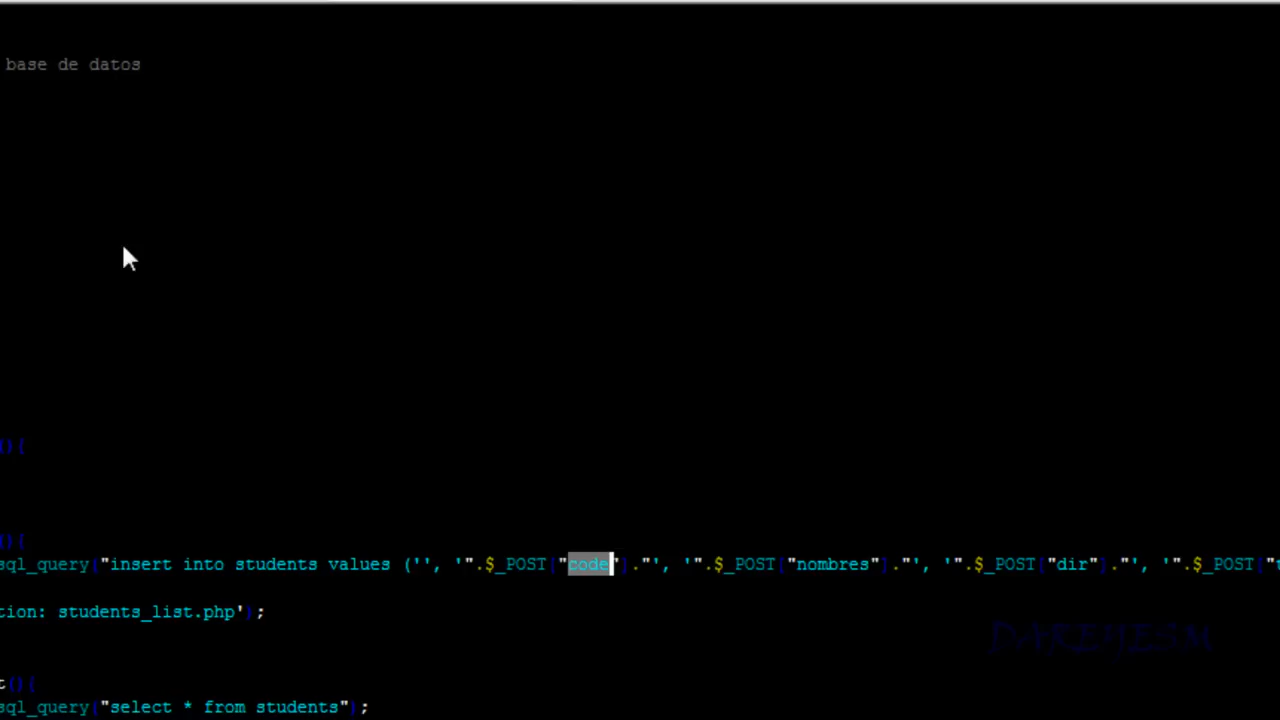 base de datos
(){
(){
sql_query("insert into students values ('', '".$_POST["code"]."', '".$_POST["nombres"]."', '".$_POST["dir"]."', '".$_POST["t
tion: students_list.php');
t(){
sql_query("select * from students");